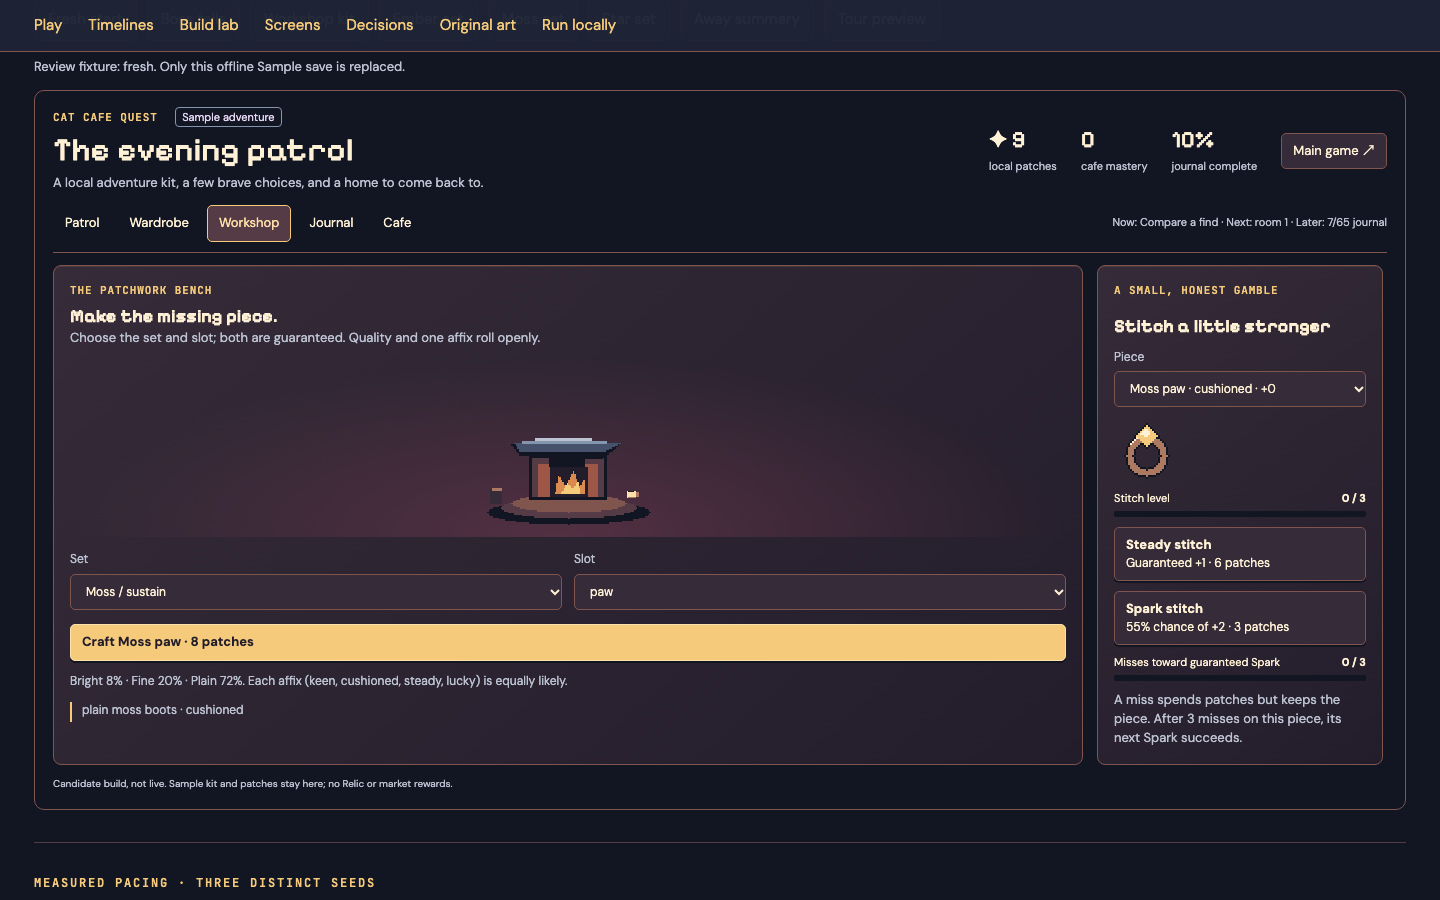 Play Timelines Build lab Screens Decisions Original art Run locally
Away summary
Tour preview
Review fixture: fresh. Only this offline Sample save is replaced.
CAT CAFE QUEST Sample adventure
The evening patrol
A local adventure kit, a few brave choices, and a home to come back to.
9
local patches
0
cafe mastery
10%
journal complete
Main game ↗
Patrol Wardrobe Workshop Journal Cafe
Now: Compare a find · Next: room 1 · Later: 7/65 journal
THE PATCHWORK BENCH
Make the missing piece.
Choose the set and slot; both are guaranteed. Quality and one affix roll openly.
Set
Moss / sustain
Slot
paw
Craft Moss paw · 8 patches
Bright 8% · Fine 20% · Plain 72%. Each affix (keen, cushioned, steady, lucky) is equally likely.
plain moss boots · cushioned
A SMALL, HONEST GAMBLE
Stitch a little stronger
Piece
Moss paw · cushioned · +0
Stitch level 0 / 3
Steady stitch
Guaranteed +1 · 6 patches
Spark stitch
55% chance of +2 · 3 patches
Misses toward guaranteed Spark 0 / 3
A miss spends patches but keeps the
piece. After 3 misses on this piece, its
next Spark succeeds.
Candidate build, not live. Sample kit and patches stay here; no Relic or market rewards.
MEASURED PACING · THREE DISTINCT SEEDS